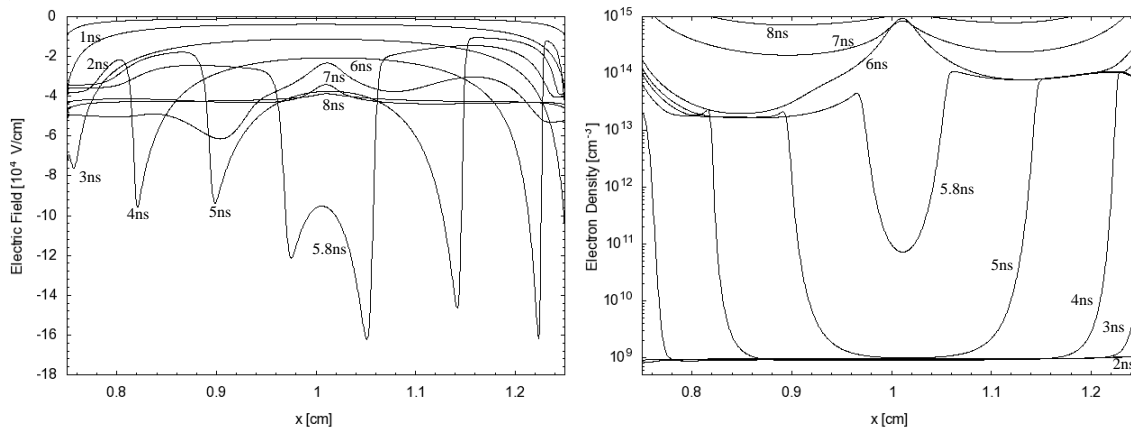 0
-2
-4
-6
-8
-10
-12
-14
-16
-18
Electric Field [10⁴ V/cm]
1ns
2ns
3ns
4ns
5ns
5.8ns
6ns
7ns
8ns
0.8
0.9
1
1.1
1.2
x [cm]
10¹⁵
10¹⁴
10¹³
10¹²
10¹¹
10¹⁰
10⁹
Electron Density [cm⁻³]
8ns
7ns
6ns
5.8ns
5ns
4ns
3ns
2ns
0.8
0.9
1
1.1
1.2
x [cm]